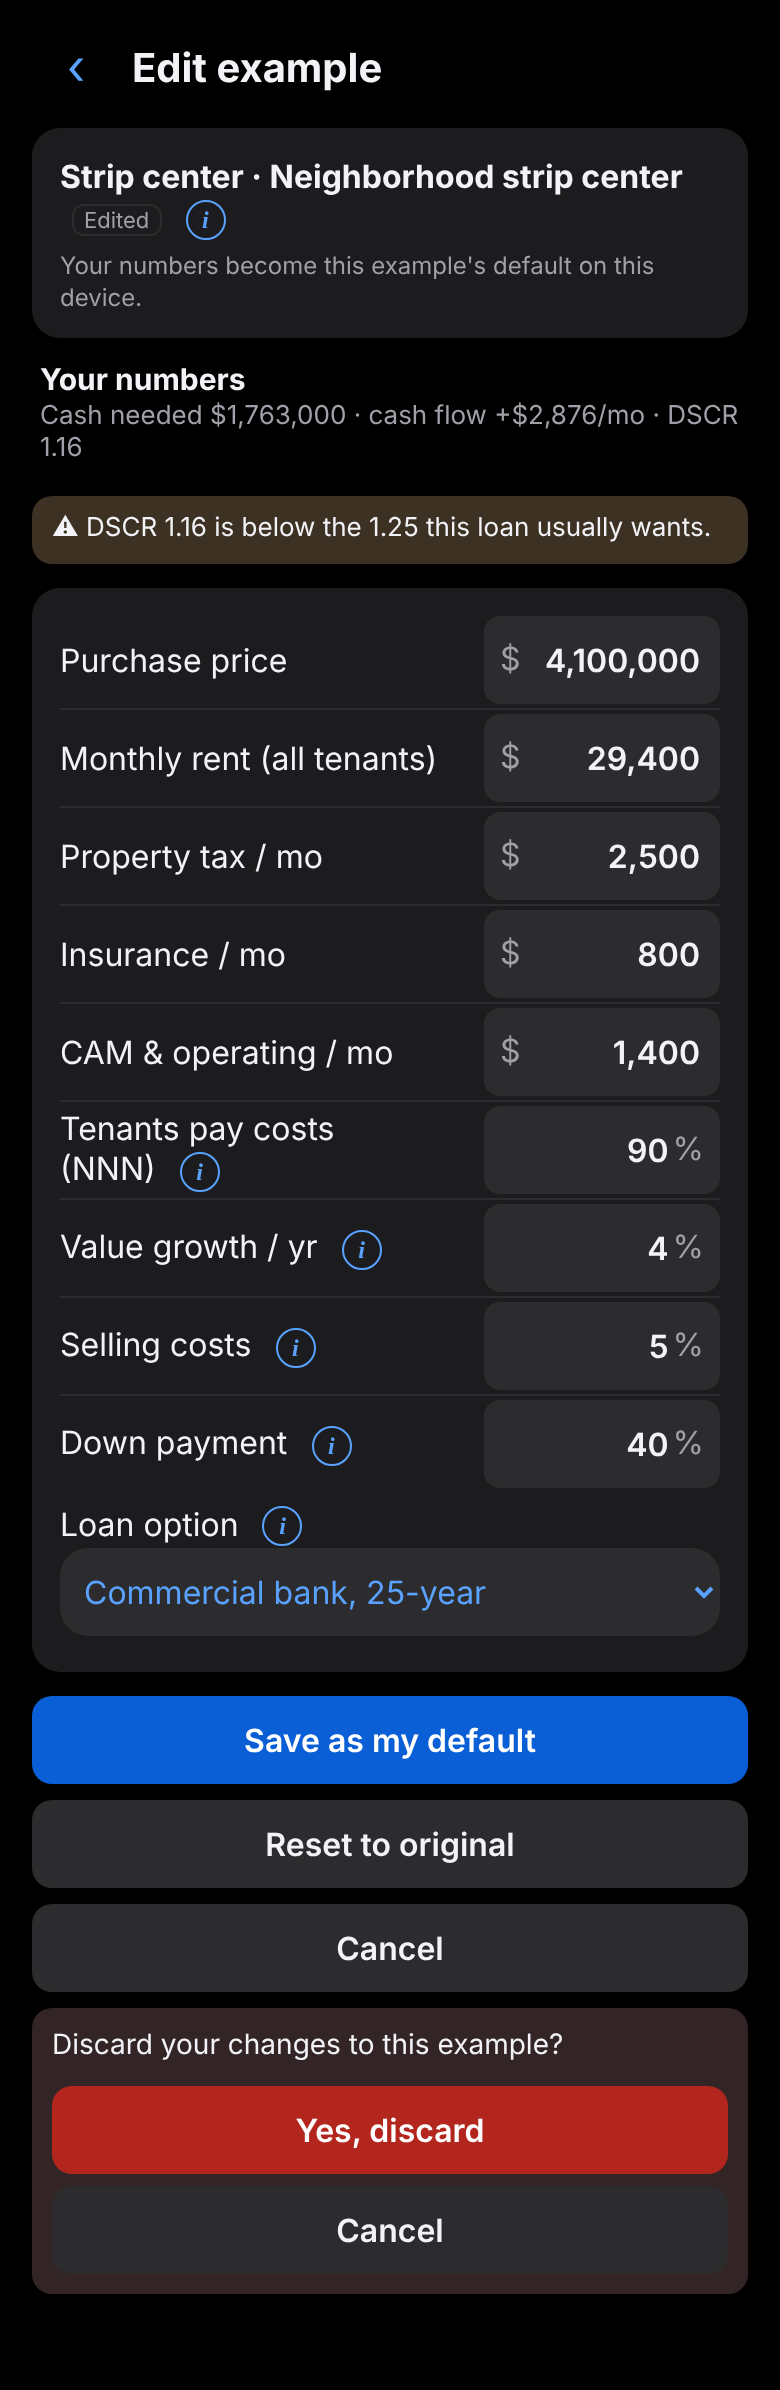 ‹ Edit example
Strip center · Neighborhood strip center
Edited i
Your numbers become this example's default on this
device.
Your numbers
Cash needed $1,763,000 · cash flow +$2,876/mo · DSCR
1.16
⚠ DSCR 1.16 is below the 1.25 this loan usually wants.
Purchase price $ 4,100,000
Monthly rent (all tenants) $ 29,400
Property tax / mo $ 2,500
Insurance / mo $ 800
CAM & operating / mo $ 1,400
Tenants pay costs
(NNN) i 90 %
Value growth / yr i 4 %
Selling costs i 5 %
Down payment i 40 %
Loan option i
Commercial bank, 25-year
Save as my default
Reset to original
Cancel
Discard your changes to this example?
Yes, discard
Cancel